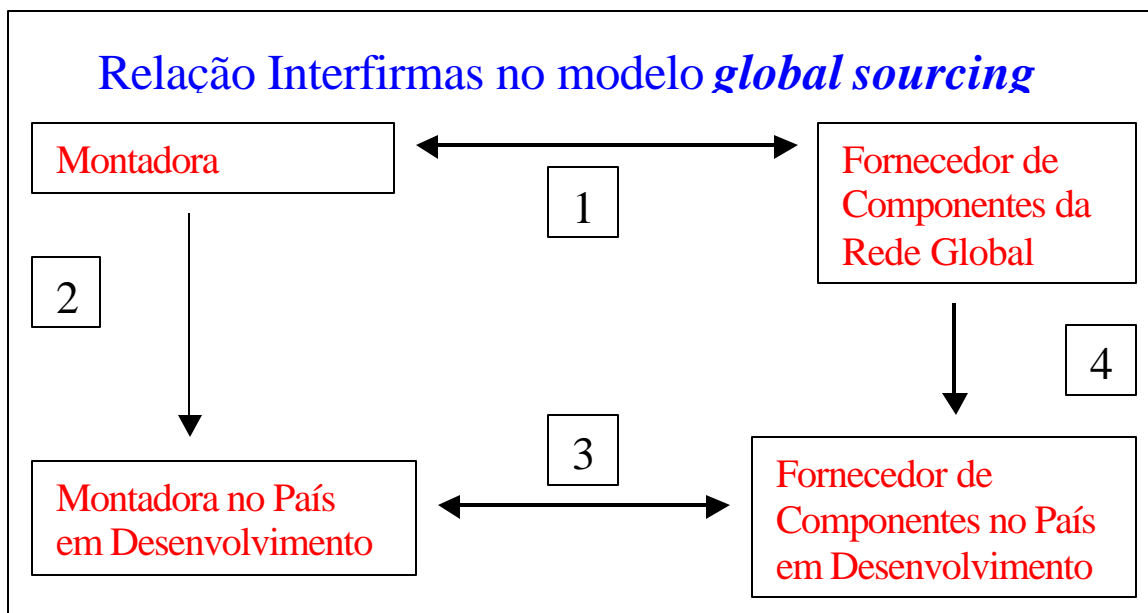 Relação Interfirmas no modelo global sourcing
Montadora
1
Fornecedor de
Componentes da
Rede Global
2
4
3
Montadora no País
em Desenvolvimento
Fornecedor de
Componentes no País
em Desenvolvimento